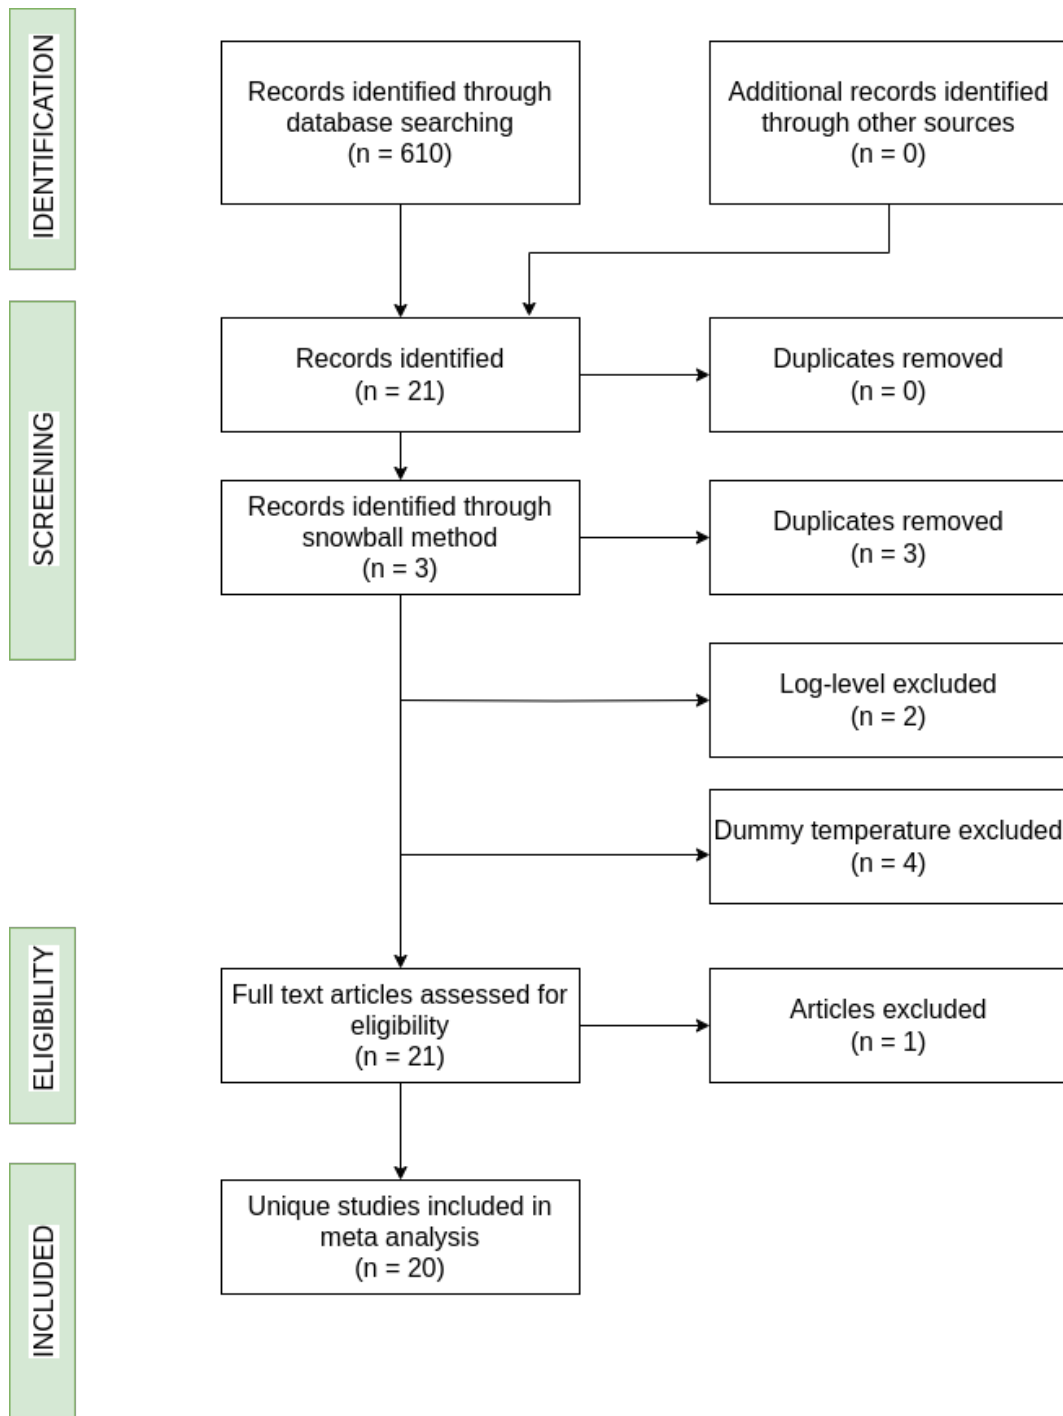 IDENTIFICATION
Records identified through
database searching
(n = 610)
Additional records identified
through other sources
(n = 0)
SCREENING
Records identified
(n = 21)
Duplicates removed
(n = 0)
Records identified through
snowball method
(n = 3)
Duplicates removed
(n = 3)
Log-level excluded
(n = 2)
Dummy temperature excluded
(n = 4)
ELIGIBILITY
Full text articles assessed for
eligibility
(n = 21)
Articles excluded
(n = 1)
INCLUDED
Unique studies included in
meta analysis
(n = 20)